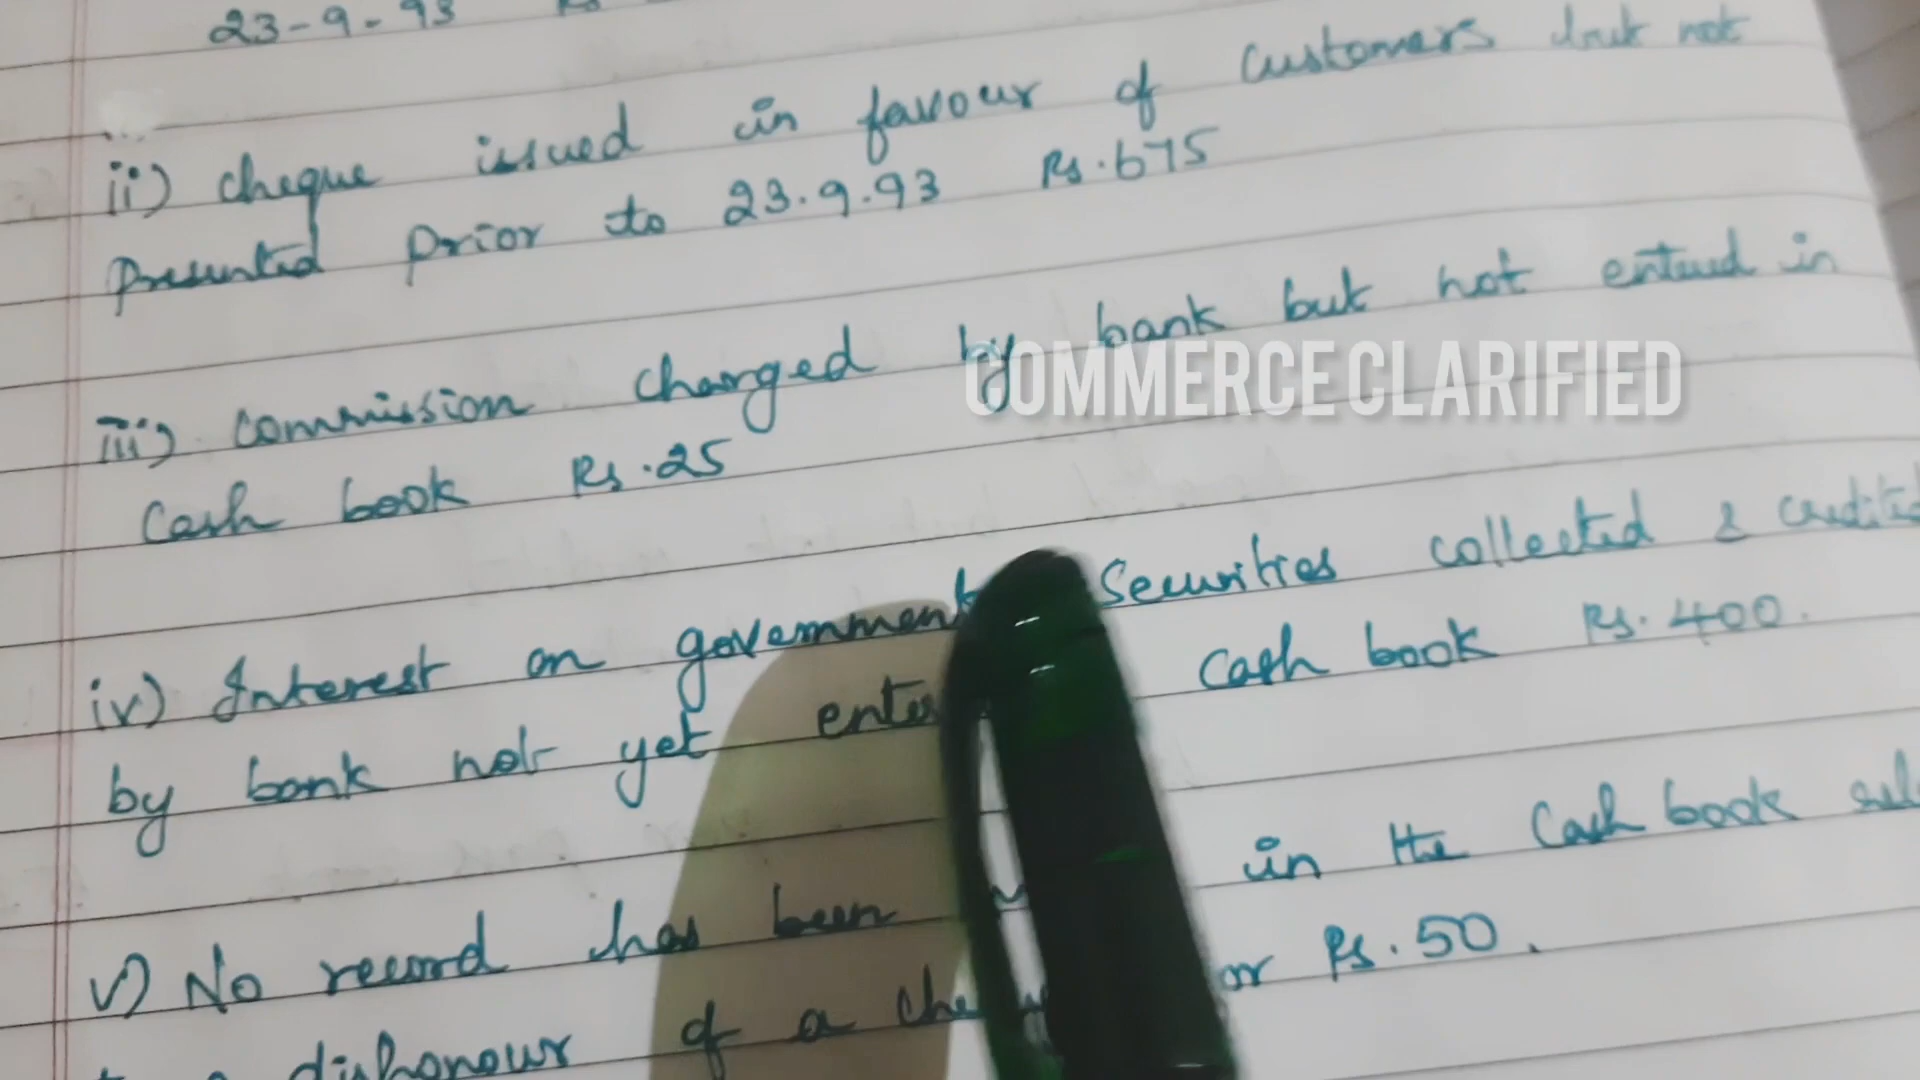 23-9-93
ii) cheque issued in favour of customers but not
presented prior to 23.9.93 Rs.675
iii) commission charged by bank but not entered in
Cash book Rs.25
COMMERCE CLARIFIED
iv) Interest on government Securities collected & credited
by bank not yet cash book Rs.400.
v) No record has been in the Cash book
dishonour of a Rs.50.